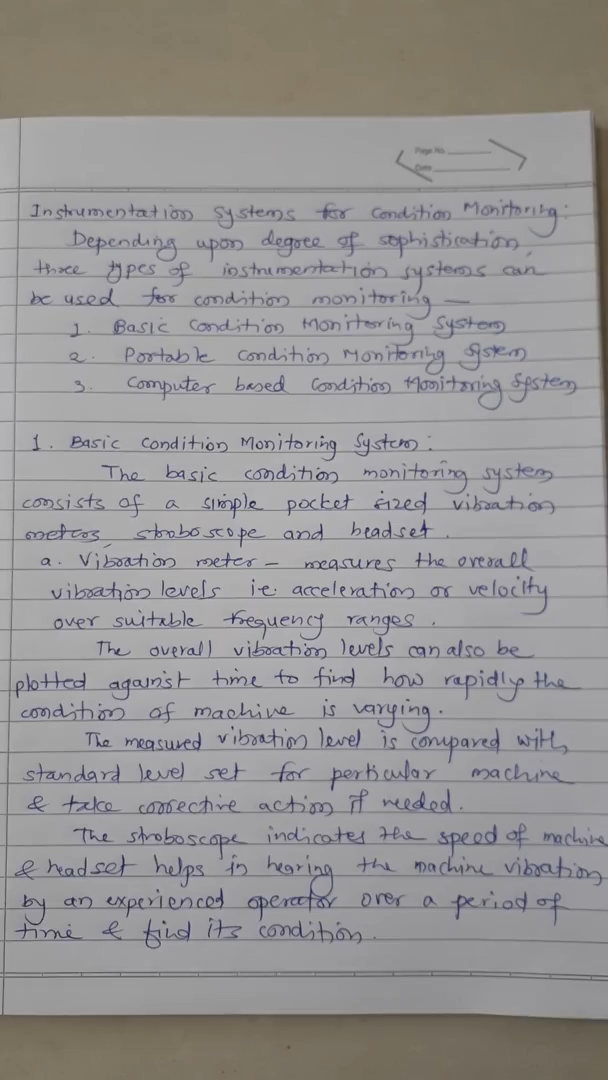 Page No.
Date
Instrumentation systems for condition Monitoring:
Depending upon degree of sophistication,
three types of instrumentation systems can
be used for condition monitoring —
1. Basic Condition Monitoring System
2. Portable Condition Monitoring System
3. Computer based Condition Monitoring System
1. Basic Condition Monitoring System:
The basic condition monitoring system
consists of a simple pocket sized vibration
meters, stroboscope and headset.
a. Vibration meter – measures the overall
vibration levels i.e. acceleration or velocity
over suitable frequency ranges.
The overall vibration levels can also be
plotted against time to find how rapidly the
condition of machine is varying.
The measured vibration level is compared with
standard level set for perticular machine
& take corrective action if needed.
The stroboscope indicates the speed of machine
& headset helps in hearing the machine vibration
by an experienced operator over a period of
time & find its condition.